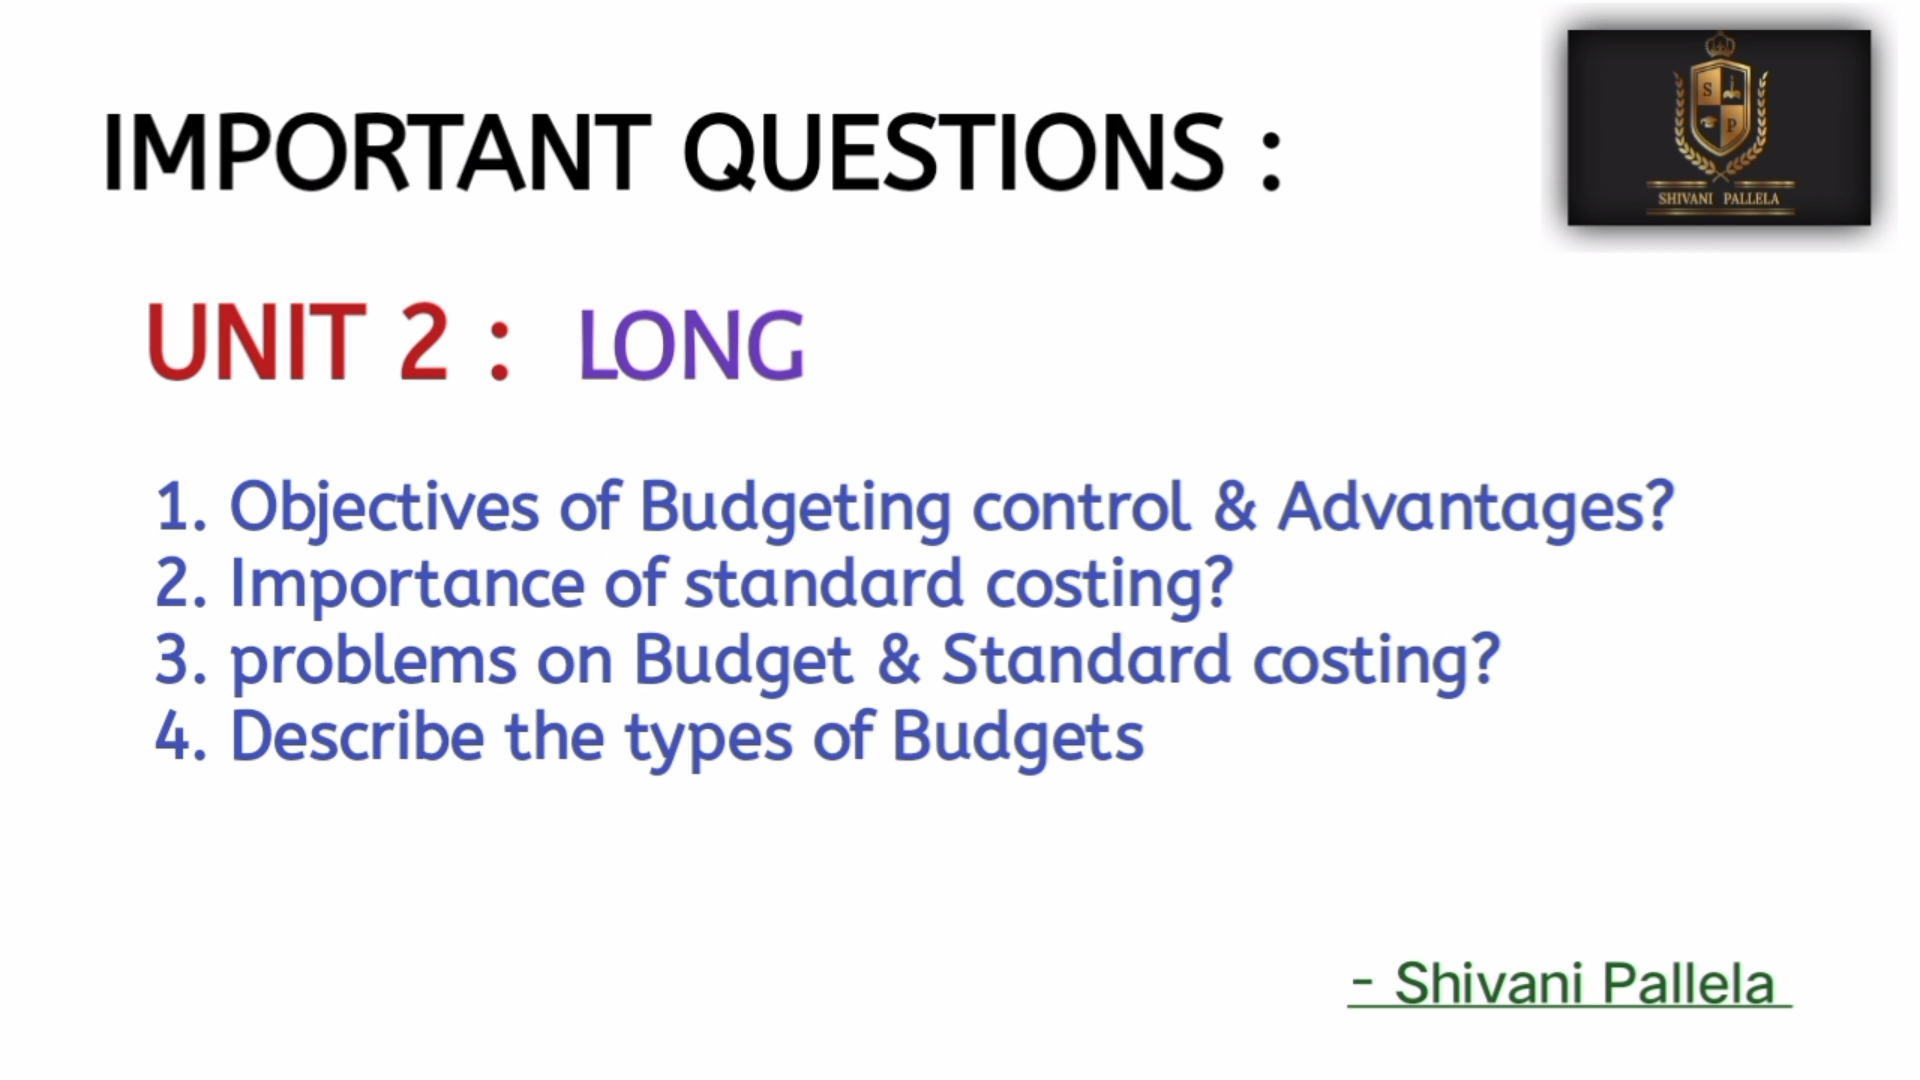 IMPORTANT QUESTIONS :
S
P
SHIVANI PALLELA
UNIT 2 : LONG
1. Objectives of Budgeting control & Advantages?
2. Importance of standard costing?
3. problems on Budget & Standard costing?
4. Describe the types of Budgets
- Shivani Pallela